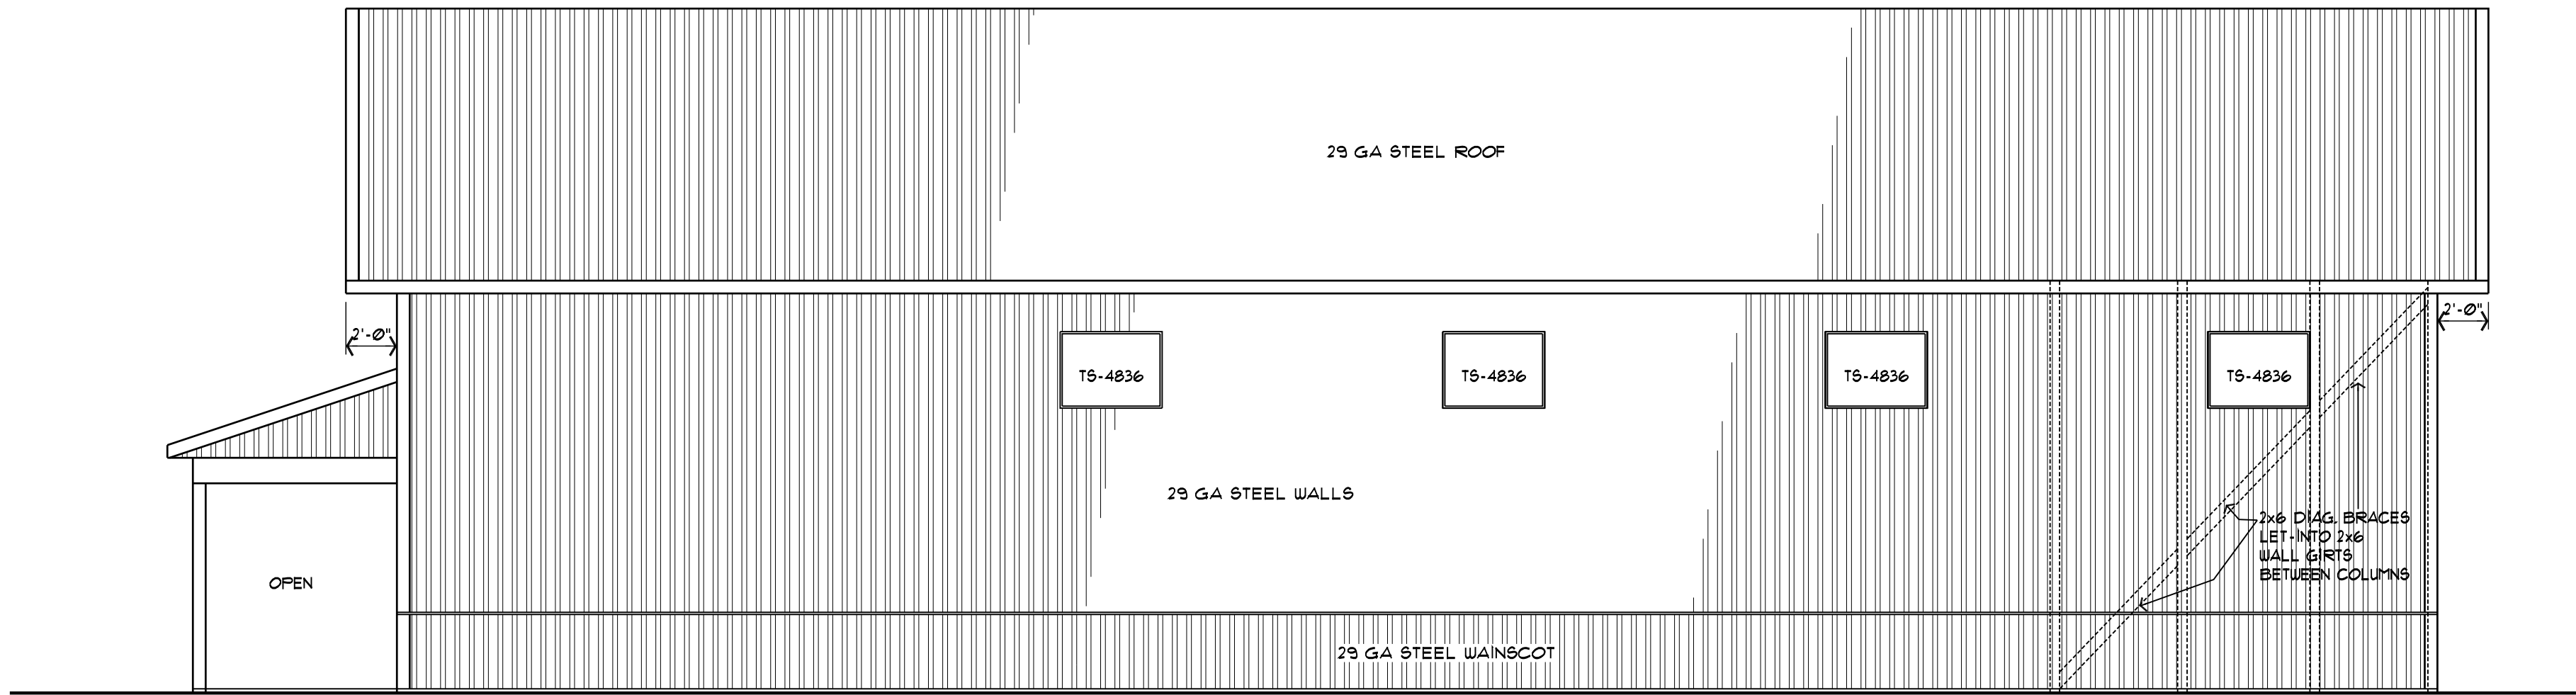 29 GA STEEL ROOF
2'-0"
2'-0"
TS-4836
TS-4836
TS-4836
TS-4836
29 GA STEEL WALLS
2x6 DIAG. BRACES
LET-INTO 2x6
WALL GIRTS
BETWEEN COLUMNS
OPEN
29 GA STEEL WAINSCOT